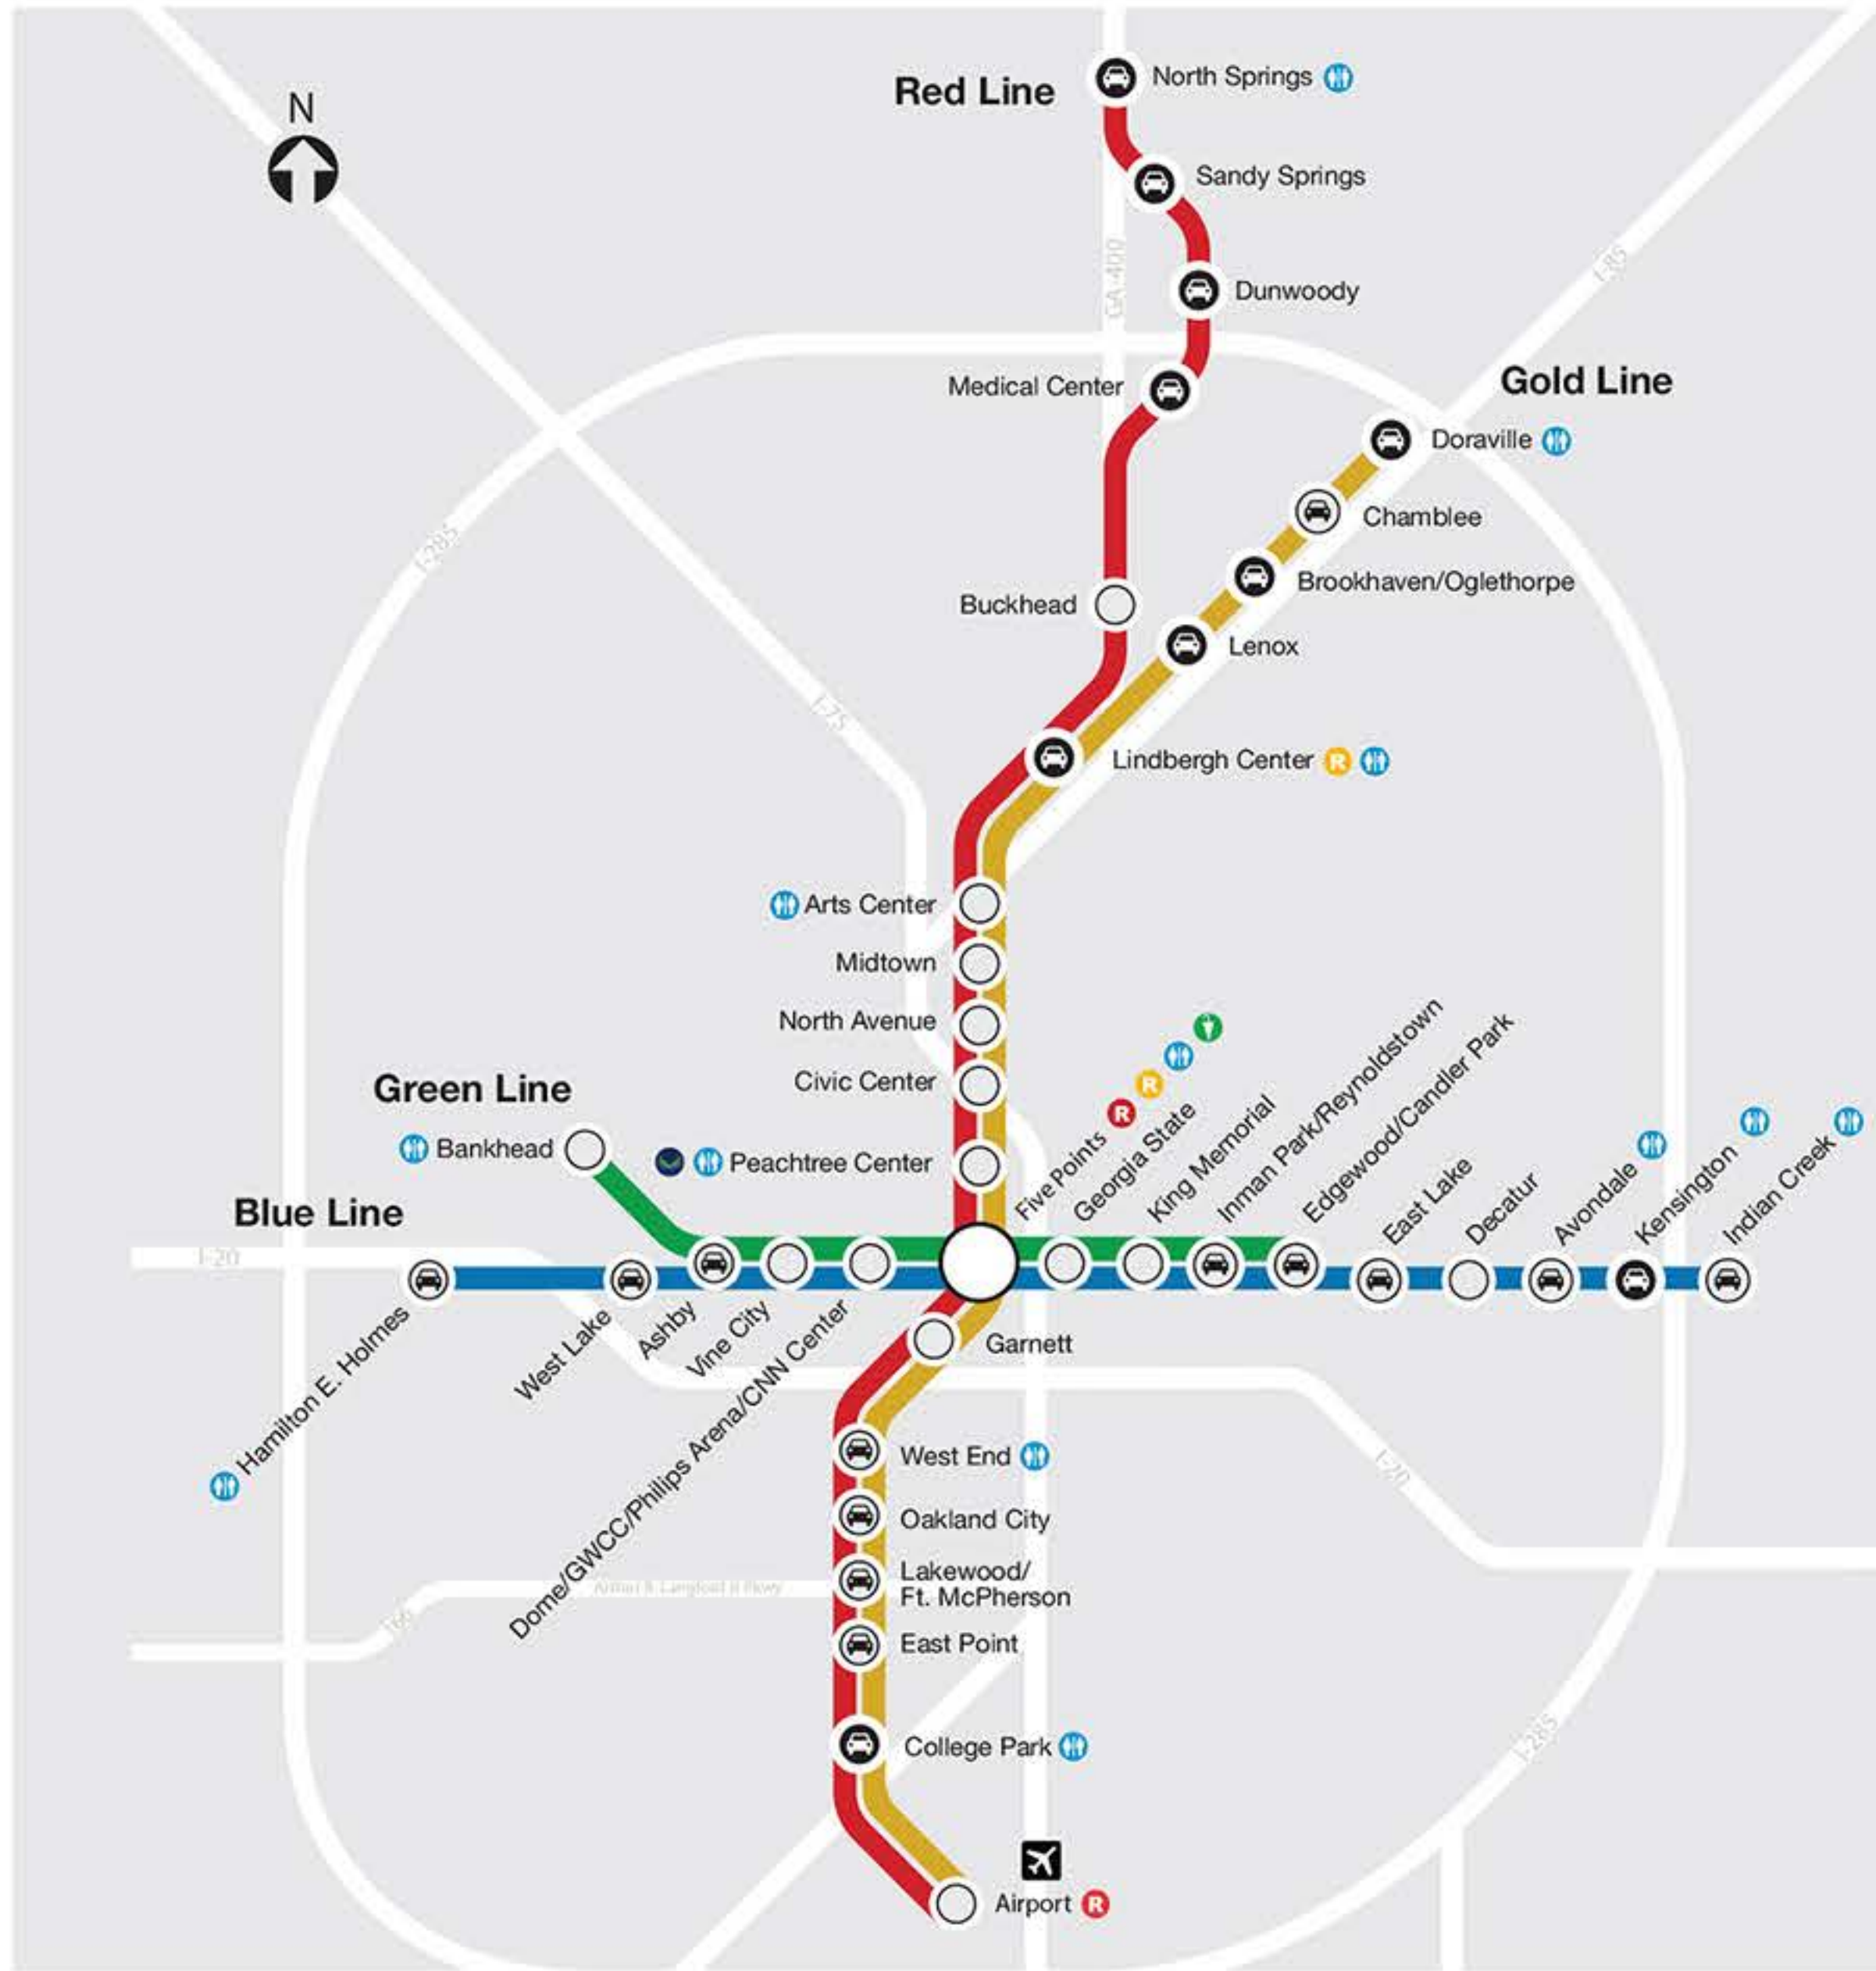 N
Red Line
North Springs
Sandy Springs
GA-400
I-85
Dunwoody
Medical Center
Gold Line
Doraville
Chamblee
I-285
Brookhaven/Oglethorpe
Buckhead
Lenox
I-75
Lindbergh Center R
Arts Center
Midtown
North Avenue
Civic Center
Green Line
Bankhead
Peachtree Center
Five Points R R
Georgia State
King Memorial
Inman Park/Reynoldstown
Edgewood/Candler Park
East Lake
Decatur
Avondale
Kensington
Indian Creek
Blue Line
I-20
Hamilton E. Holmes
West Lake
Ashby
Vine City
Dome/GWCC/Philips Arena/CNN Center
Garnett
West End
I-20
Oakland City
Lakewood/
Ft. McPherson
166
East Point
College Park
I-285
Airport R